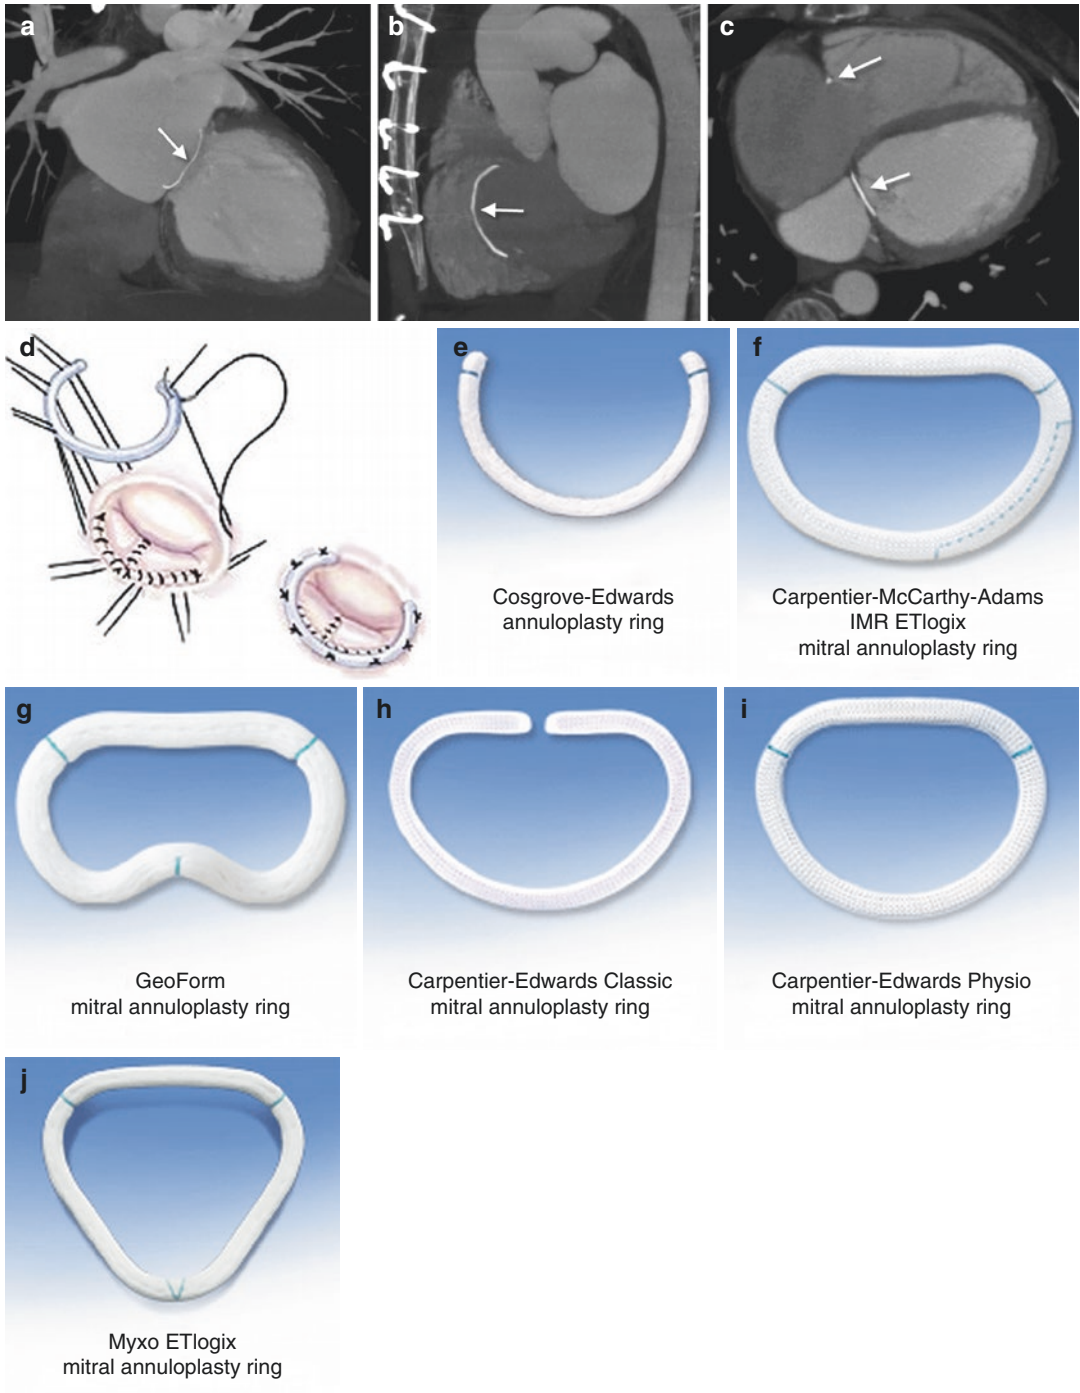 a
b
c
d
e
Cosgrove-Edwards
annuloplasty ring
f
Carpentier-McCarthy-Adams
IMR ETlogix
mitral annuloplasty ring
g
GeoForm
mitral annuloplasty ring
h
Carpentier-Edwards Classic
mitral annuloplasty ring
i
Carpentier-Edwards Physio
mitral annuloplasty ring
j
Myxo ETlogix
mitral annuloplasty ring